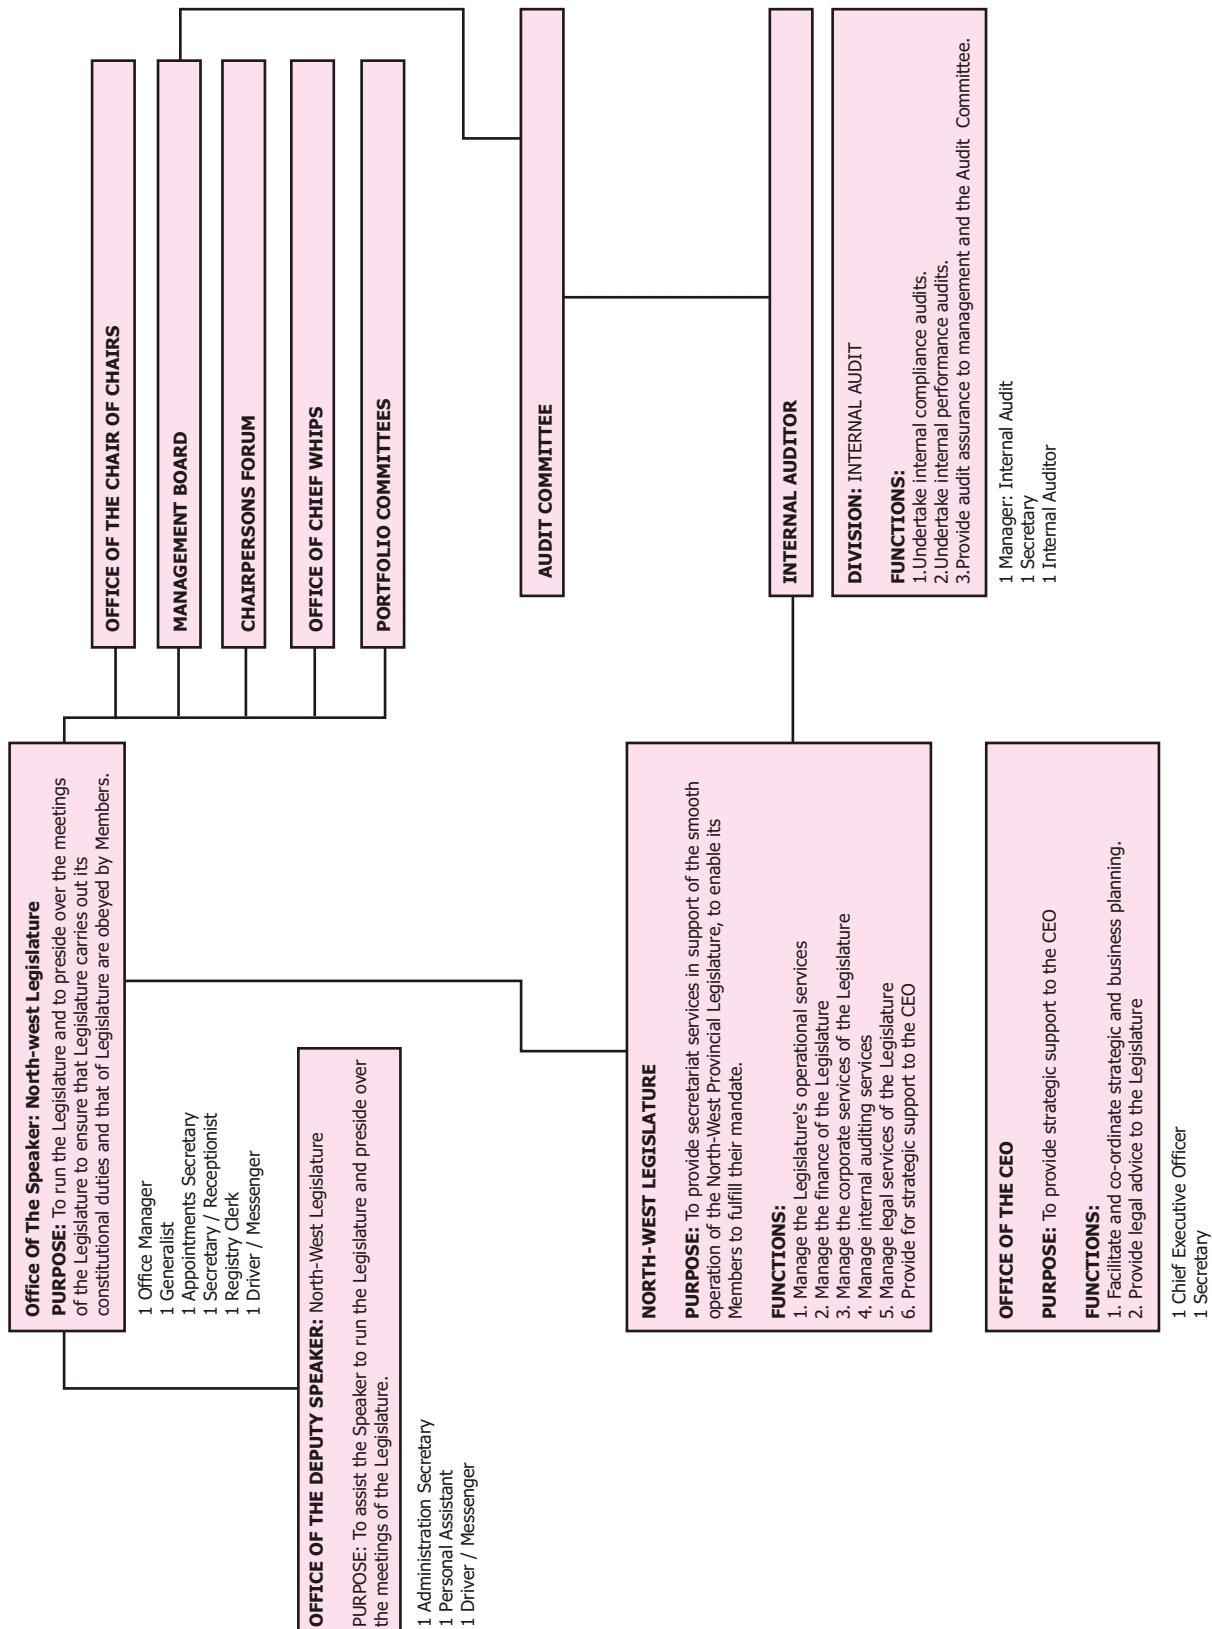 Office Of The Speaker: North-west Legislature
PURPOSE: To run the Legislature and to preside over the meetings
of the Legislature to ensure that Legislature carries out its
constitutional duties and that of Legislature are obeyed by Members.
1 Office Manager
1 Generalist
1 Appointments Secretary
1 Secretary / Receptionist
1 Registry Clerk
1 Driver / Messenger
OFFICE OF THE DEPUTY SPEAKER: North-West Legislature
PURPOSE: To assist the Speaker to run the Legislature and preside over
the meetings of the Legislature.
1 Administration Secretary
1 Personal Assistant
1 Driver / Messenger
OFFICE OF THE CHAIR OF CHAIRS
MANAGEMENT BOARD
CHAIRPERSONS FORUM
OFFICE OF CHIEF WHIPS
PORTFOLIO COMMITTEES
AUDIT COMMITTEE
NORTH-WEST LEGISLATURE
PURPOSE: To provide secretariat services in support of the smooth
operation of the North-West Provincial Legislature, to enable its
Members to fulfill their mandate.
FUNCTIONS:
1. Manage the Legislature's operational services
2. Manage the finance of the Legislature
3. Manage the corporate services of the Legislature
4. Manage internal auditing services
5. Manage legal services of the Legislature
6. Provide for strategic support to the CEO
INTERNAL AUDITOR
DIVISION: INTERNAL AUDIT
FUNCTIONS:
1.Undertake internal compliance audits.
2.Undertake internal performance audits.
3.Provide audit assurance to management and the Audit Committee.
1 Manager: Internal Audit
1 Secretary
1 Internal Auditor
OFFICE OF THE CEO
PURPOSE: To provide strategic support to the CEO
FUNCTIONS:
1. Facilitate and co-ordinate strategic and business planning.
2. Provide legal advice to the Legislature
1 Chief Executive Officer
1 Secretary